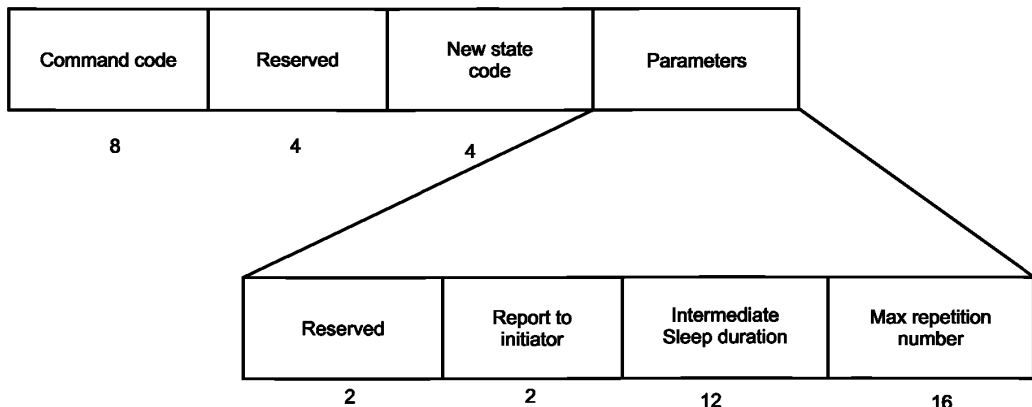 Command code
Reserved
New state
code
Parameters
8
4
4
Reserved
Report to
initiator
Intermediate
Sleep duration
Max repetition
number
2
2
12
16